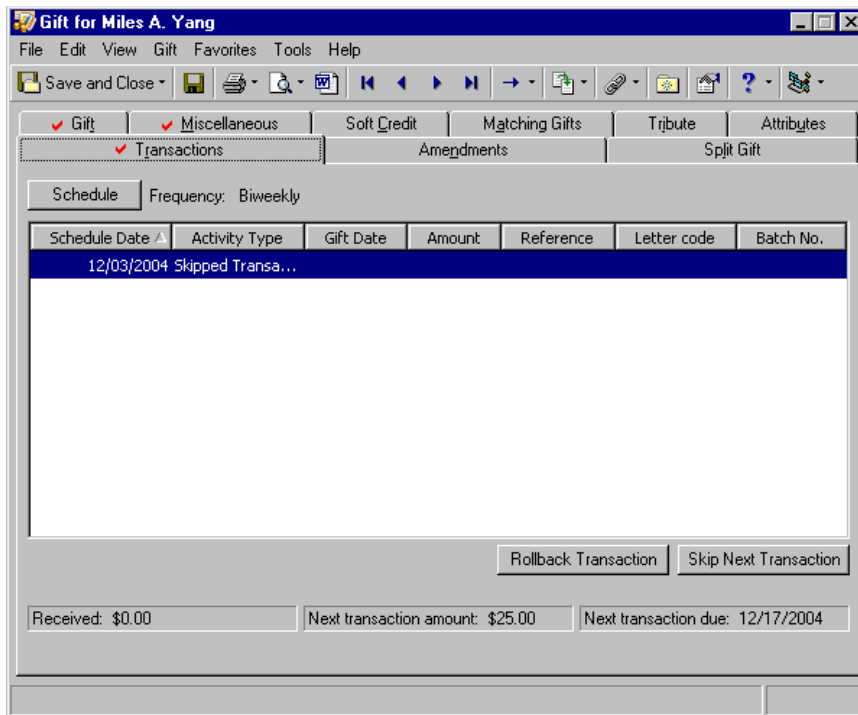 Gift for Miles A. Yang
File Edit View Gift Favorites Tools Help
Save and Close
Gift Miscellaneous Soft Credit Matching Gifts Tribute Attributes
Transactions Amendments Split Gift
Schedule Frequency: Biweekly
Schedule Date Activity Type Gift Date Amount Reference Letter code Batch No.
12/03/2004 Skipped Transa...
Rollback Transaction Skip Next Transaction
Received: $0.00 Next transaction amount: $25.00 Next transaction due: 12/17/2004